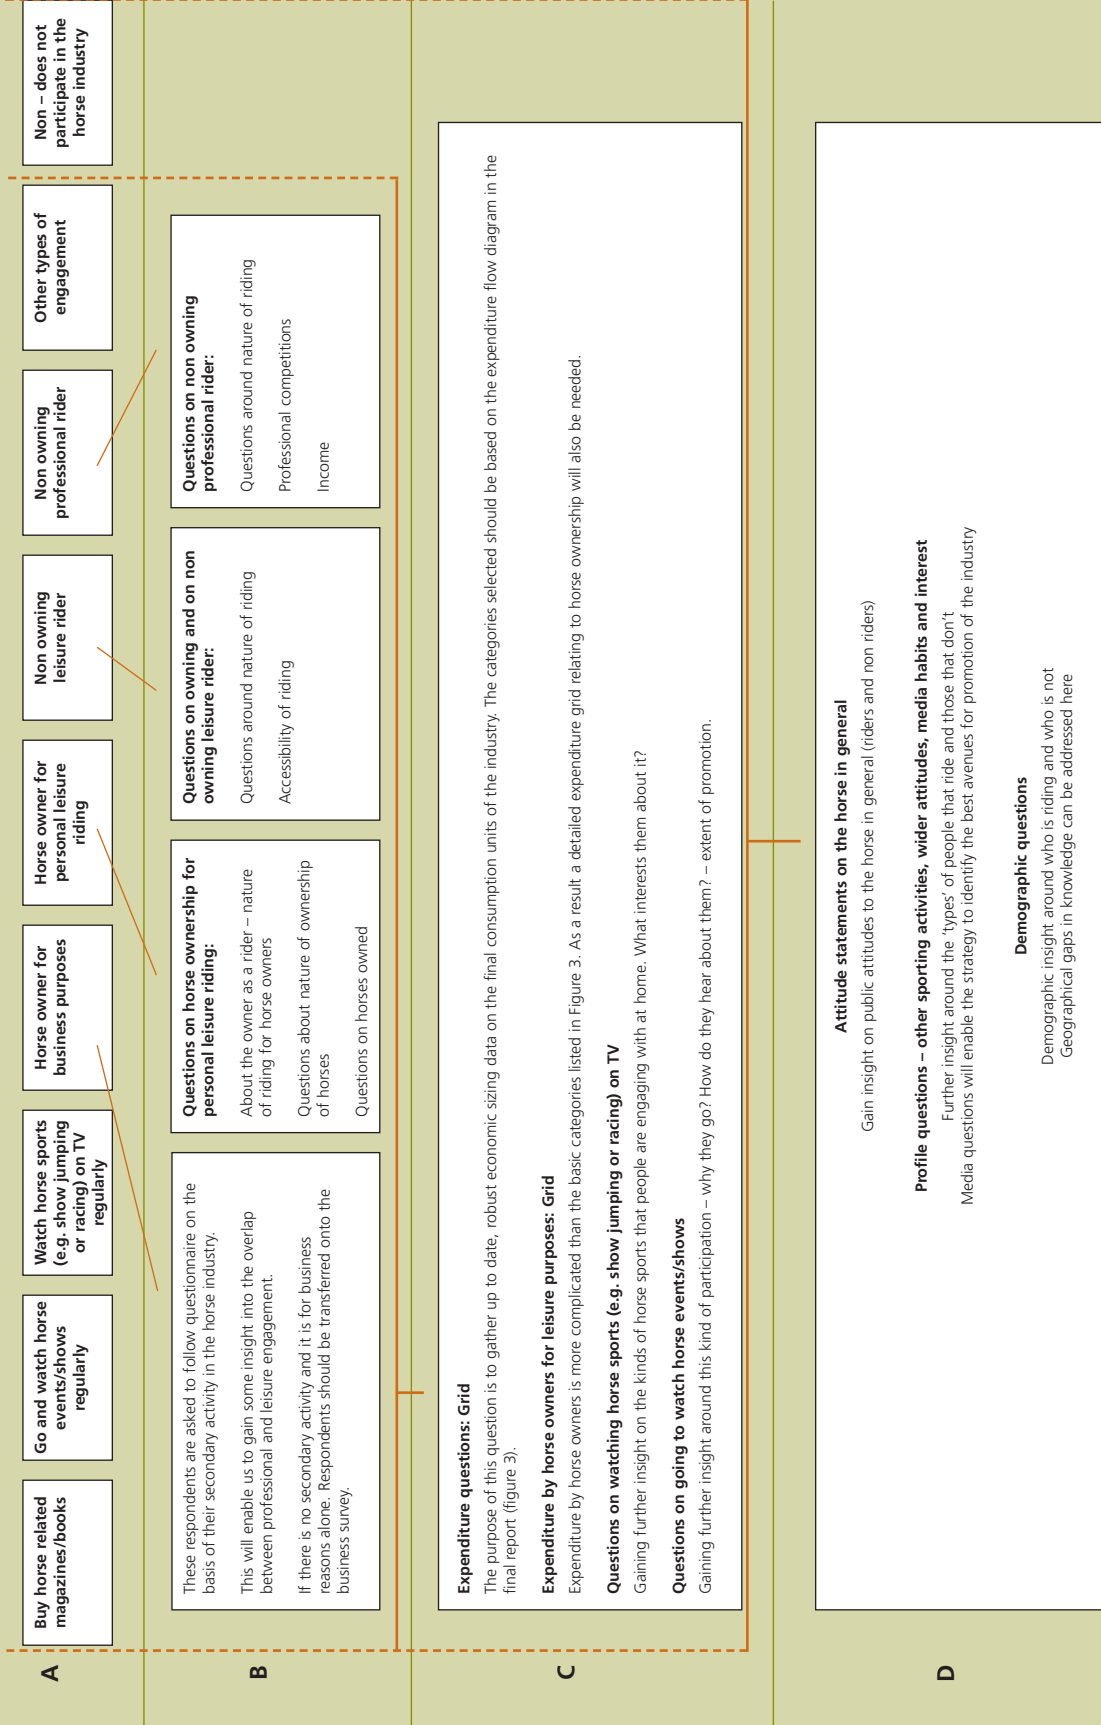 A
Buy horse related
magazines/books
Go and watch horse
events/shows
regularly
Watch horse sports
(e.g. show jumping
or racing) on TV
regularly
Horse owner for
business purposes
Horse owner for
personal leisure
riding
Non owning
leisure rider
Non owning
professional rider
Other types of
engagement
Non – does not
participate in the
horse industry
B
These respondents are asked to follow questionnaire on the
basis of their secondary activity in the horse industry.
This will enable us to gain some insight into the overlap
between professional and leisure engagement.
If there is no secondary activity and it is for business
reasons alone. Respondents should be transferred onto the
business survey.
Questions on horse ownership for
personal leisure riding:
About the owner as a rider – nature
of riding for horse owners
Questions about nature of ownership
of horses
Questions on horses owned
Questions on owning and on non
owning leisure rider:
Questions around nature of riding
Accessibility of riding
Questions on non owning
professional rider:
Questions around nature of riding
Professional competitions
Income
C
Expenditure questions: Grid
The purpose of this question is to gather up to date, robust economic sizing data on the final consumption units of the industry. The categories selected should be based on the expenditure flow diagram in the
final report (figure 3).
Expenditure by horse owners for leisure purposes: Grid
Expenditure by horse owners is more complicated than the basic categories listed in Figure 3. As a result a detailed expenditure grid relating to horse ownership will also be needed.
Questions on watching horse sports (e.g. show jumping or racing) on TV
Gaining further insight on the kinds of horse sports that people are engaging with at home. What interests them about it?
Questions on going to watch horse events/shows
Gaining further insight around this kind of participation – why they go? How do they hear about them? – extent of promotion.
D
Attitude statements on the horse in general
Gain insight on public attitudes to the horse in general (riders and non riders)
Profile questions – other sporting activities, wider attitudes, media habits and interest
Further insight around the ‘types’ of people that ride and those that don’t
Media questions will enable the strategy to identify the best avenues for promotion of the industry
Demographic questions
Demographic insight around who is riding and who is not
Geographical gaps in knowledge can be addressed here